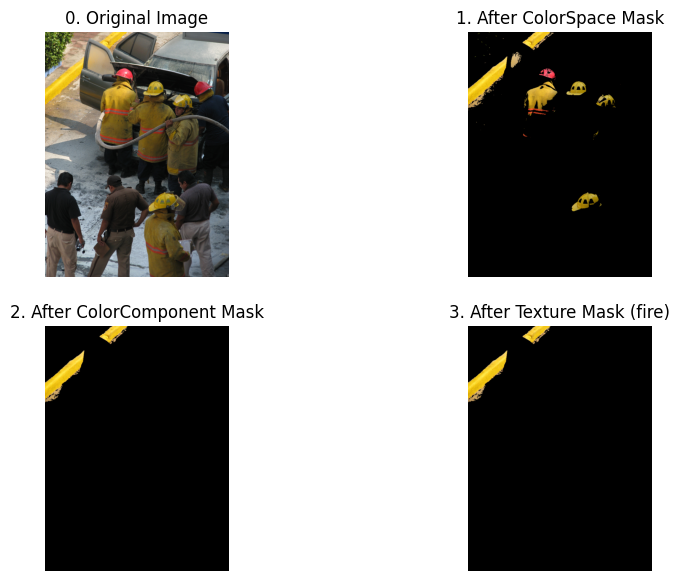 0. Original Image
1. After ColorSpace Mask
2. After ColorComponent Mask
3. After Texture Mask (fire)